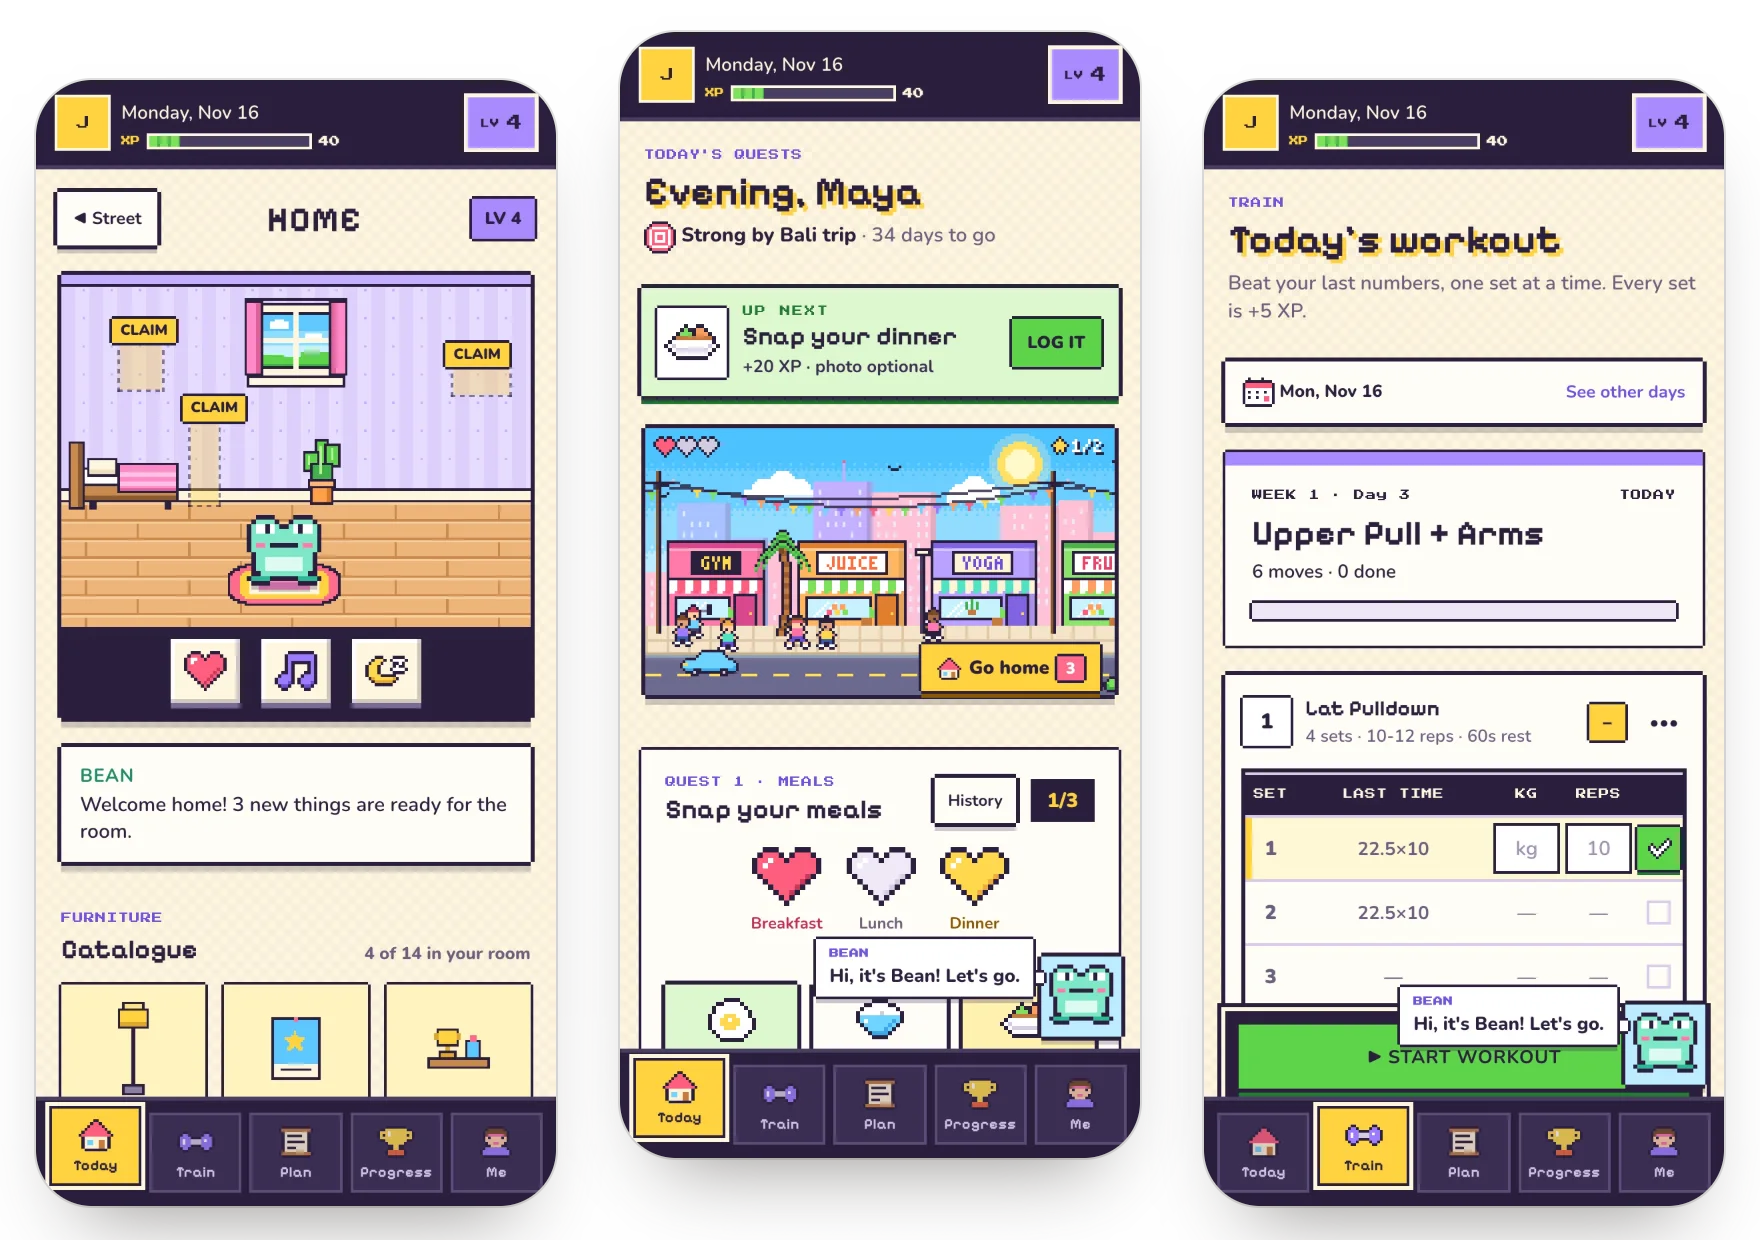 J
Monday, Nov 16
XP
40
LV 4
◀ Street
HOME
LV 4
CLAIM
CLAIM
CLAIM
BEAN
Welcome home! 3 new things are ready for the
room.
FURNITURE
Catalogue
4 of 14 in your room
Today
Train
Plan
Progress
Me
J
Monday, Nov 16
XP
40
LV 4
TODAY'S QUESTS
Evening, Maya
Strong by Bali trip · 34 days to go
UP NEXT
Snap your dinner
+20 XP · photo optional
LOG IT
1/2
GYM
JUICE
YOGA
FRU
Go home 3
QUEST 1 · MEALS
Snap your meals
History
1/3
Breakfast
Lunch
Dinner
BEAN
Hi, it's Bean! Let's go.
Today
Train
Plan
Progress
Me
J
Monday, Nov 16
XP
40
LV 4
TRAIN
Today's workout
Beat your last numbers, one set at a time. Every set
is +5 XP.
Mon, Nov 16
See other days
WEEK 1 · Day 3
TODAY
Upper Pull + Arms
6 moves · 0 done
1
Lat Pulldown
4 sets · 10-12 reps · 60s rest
–
•••
SET LAST TIME KG REPS
1 22.5×10 kg 10
2 22.5×10 — —
3 — — —
BEAN
Hi, it's Bean! Let's go.
▶ START WORKOUT
Today
Train
Plan
Progress
Me